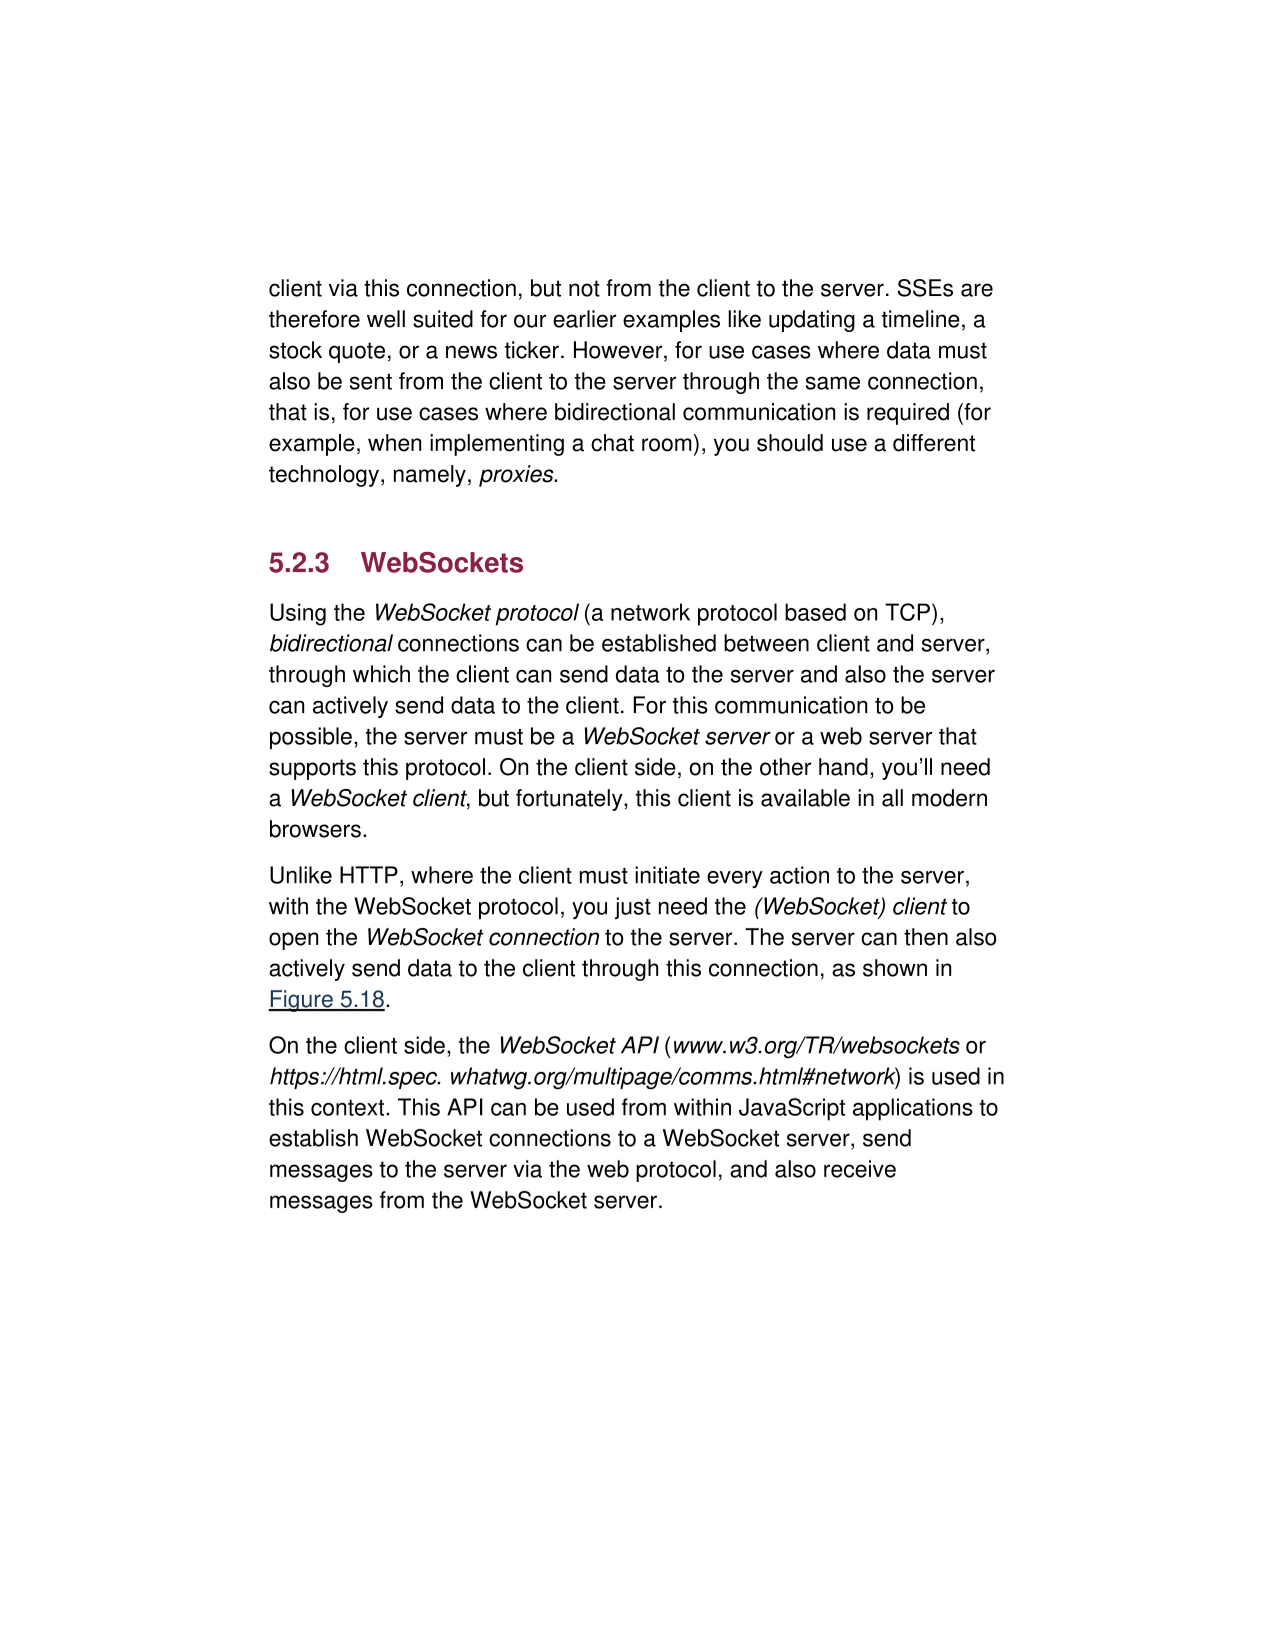 client via this connection, but not from the client to the server. SSEs are
therefore well suited for our earlier examples like updating a timeline, a
stock quote, or a news ticker. However, for use cases where data must
also be sent from the client to the server through the same connection,
that is, for use cases where bidirectional communication is required (for
example, when implementing a chat room), you should use a different
technology, namely, proxies.
5.2.3 WebSockets
Using the WebSocket protocol (a network protocol based on TCP),
bidirectional connections can be established between client and server,
through which the client can send data to the server and also the server
can actively send data to the client. For this communication to be
possible, the server must be a WebSocket server or a web server that
supports this protocol. On the client side, on the other hand, you’ll need
a WebSocket client, but fortunately, this client is available in all modern
browsers.
Unlike HTTP, where the client must initiate every action to the server,
with the WebSocket protocol, you just need the (WebSocket) client to
open the WebSocket connection to the server. The server can then also
actively send data to the client through this connection, as shown in
Figure 5.18.
On the client side, the WebSocket API (www.w3.org/TR/websockets or
https://html.spec. whatwg.org/multipage/comms.html#network) is used in
this context. This API can be used from within JavaScript applications to
establish WebSocket connections to a WebSocket server, send
messages to the server via the web protocol, and also receive
messages from the WebSocket server.